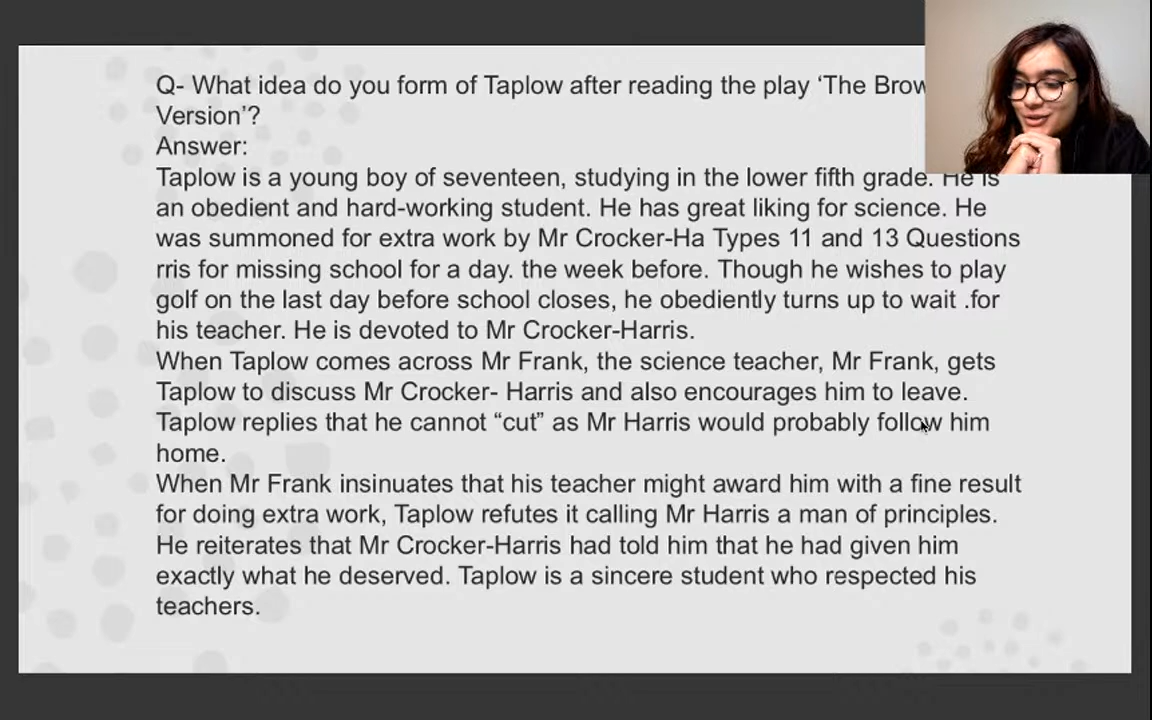 Q- What idea do you form of Taplow after reading the play ‘The Brow
Version’?
Answer:
Taplow is a young boy of seventeen, studying in the lower fifth grade. He is
an obedient and hard-working student. He has great liking for science. He
was summoned for extra work by Mr Crocker-Ha Types 11 and 13 Questions
rris for missing school for a day. the week before. Though he wishes to play
golf on the last day before school closes, he obediently turns up to wait .for
his teacher. He is devoted to Mr Crocker-Harris.
When Taplow comes across Mr Frank, the science teacher, Mr Frank, gets
Taplow to discuss Mr Crocker- Harris and also encourages him to leave.
Taplow replies that he cannot “cut” as Mr Harris would probably follow him
home.
When Mr Frank insinuates that his teacher might award him with a fine result
for doing extra work, Taplow refutes it calling Mr Harris a man of principles.
He reiterates that Mr Crocker-Harris had told him that he had given him
exactly what he deserved. Taplow is a sincere student who respected his
teachers.